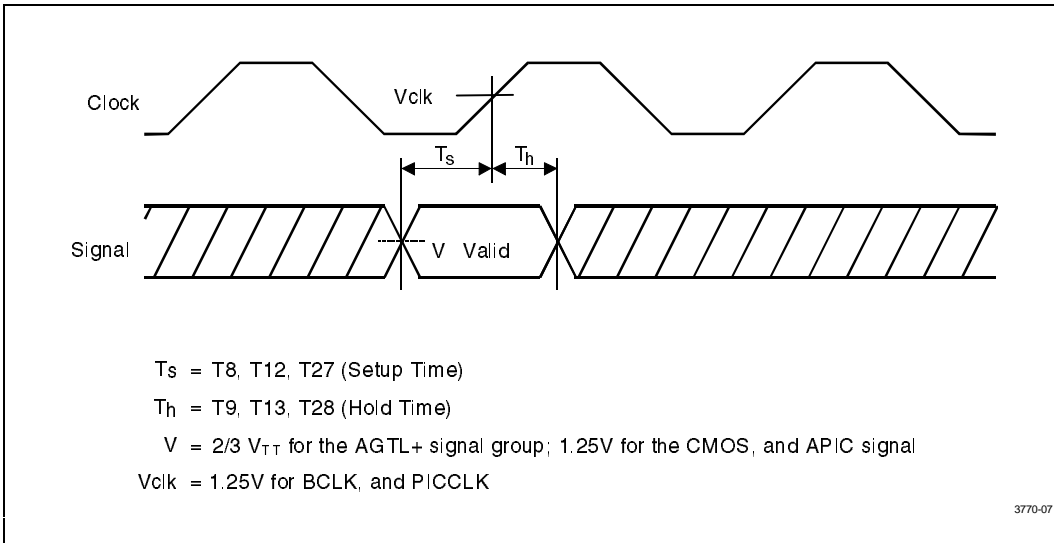 Clock
Vclk
Ts Th
Signal
V Valid
Ts = T8, T12, T27 (Setup Time)
Th = T9, T13, T28 (Hold Time)
V = 2/3 VTT for the AGTL+ signal group; 1.25V for the CMOS, and APIC signal
Vclk = 1.25V for BCLK, and PICCLK
3770-07